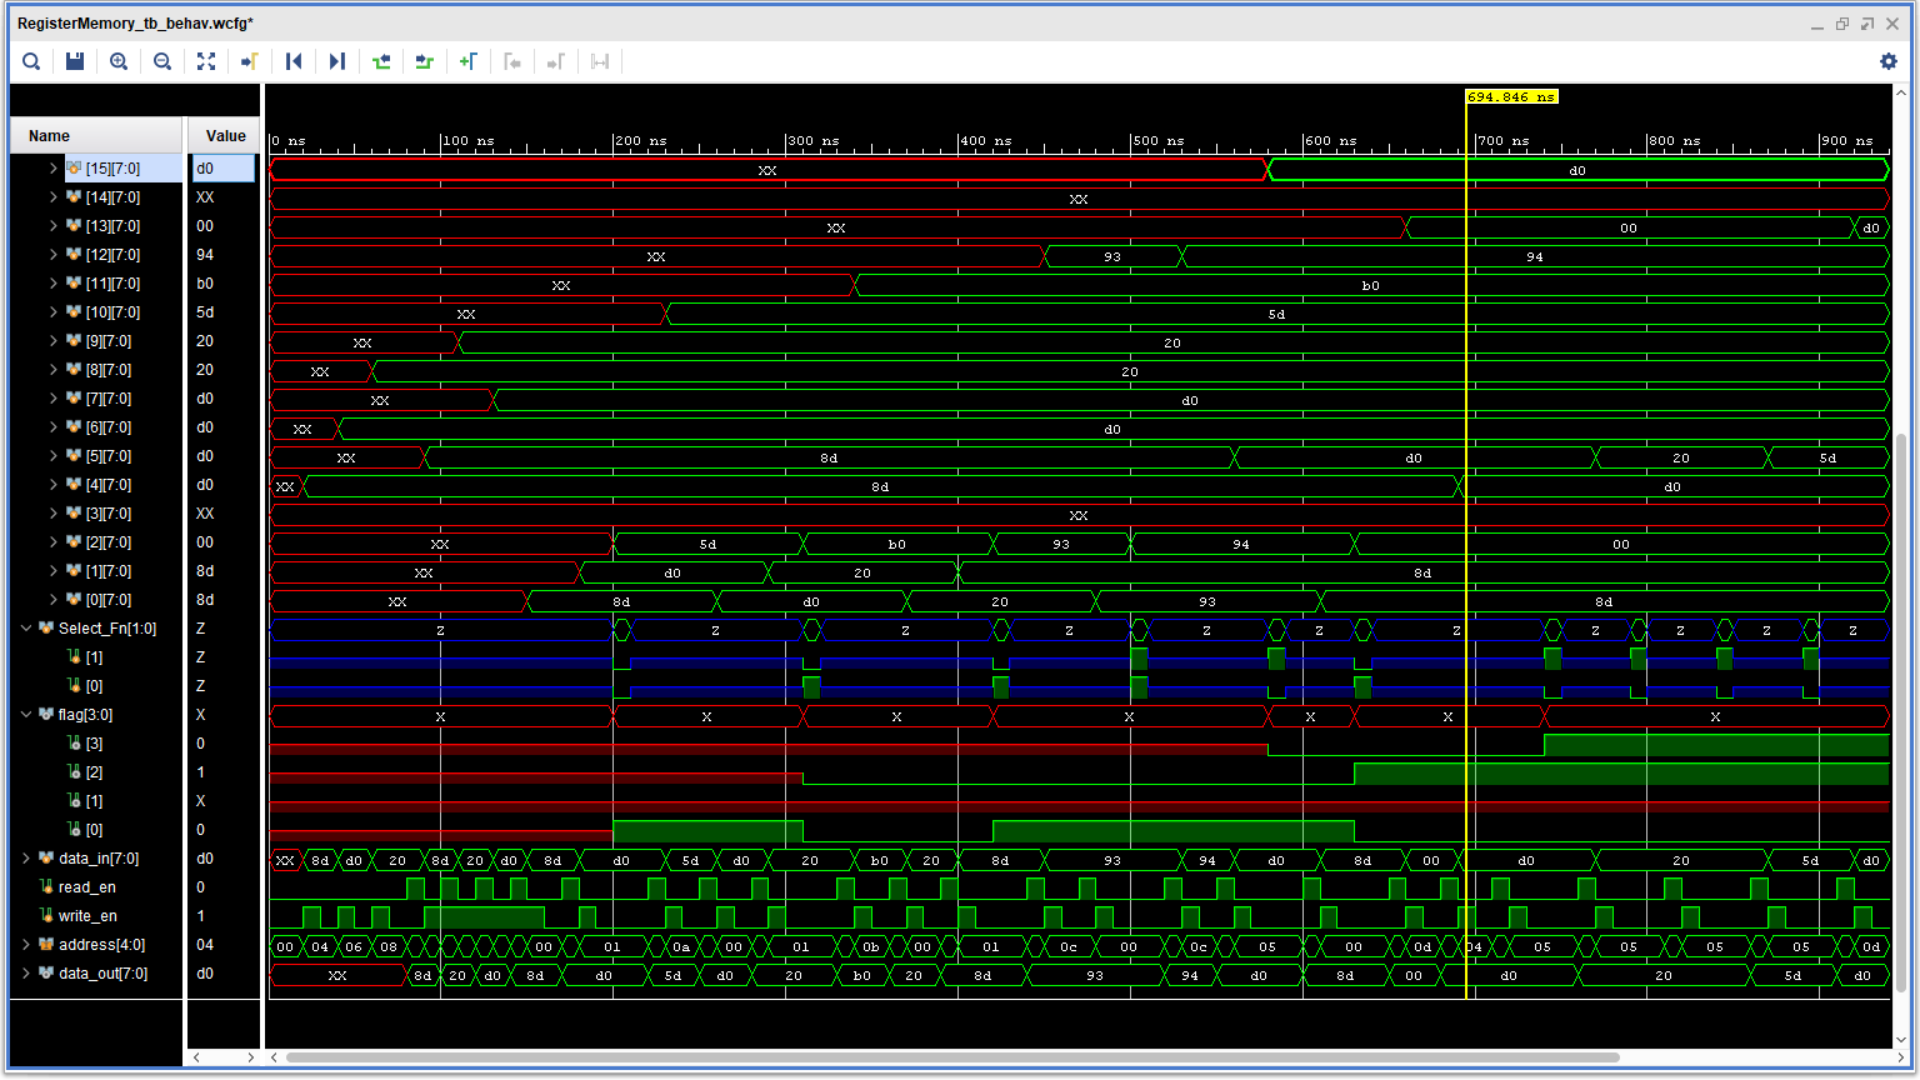 RegisterMemory_tb_behav.wcfg*
694.846 ns
Name Value 0 ns 100 ns 200 ns 300 ns 400 ns 500 ns 600 ns 700 ns 800 ns 900 ns
[15][7:0] d0 XX d0
[14][7:0] XX XX
[13][7:0] 00 XX 00 d0
[12][7:0] 94 XX 93 94
[11][7:0] b0 XX b0
[10][7:0] 5d XX 5d
[9][7:0] 20 XX 20
[8][7:0] 20 XX 20
[7][7:0] d0 XX d0
[6][7:0] d0 XX d0
[5][7:0] d0 XX 8d d0 20 5d
[4][7:0] d0 XX 8d d0
[3][7:0] XX XX
[2][7:0] 00 XX 5d b0 93 94 00
[1][7:0] 8d XX d0 20 8d
[0][7:0] 8d XX 8d d0 20 93 8d
Select_Fn[1:0] Z Z Z Z Z Z Z Z Z Z Z Z
[1] Z
[0] Z
flag[3:0] X X X X X X X X
[3] 0
[2] 1
[1] X
[0] 0
data_in[7:0] d0 XX 8d d0 20 8d 20 d0 8d d0 5d d0 20 b0 20 8d 93 94 d0 8d 00 d0 20 5d d0
read_en 0
write_en 1
address[4:0] 04 00 04 06 08 00 01 0a 00 01 0b 00 01 0c 00 0c 05 00 0d 04 05 05 05 05 0d
data_out[7:0] d0 XX 8d 20 d0 8d d0 5d d0 20 b0 20 8d 93 94 d0 8d 00 d0 20 5d d0